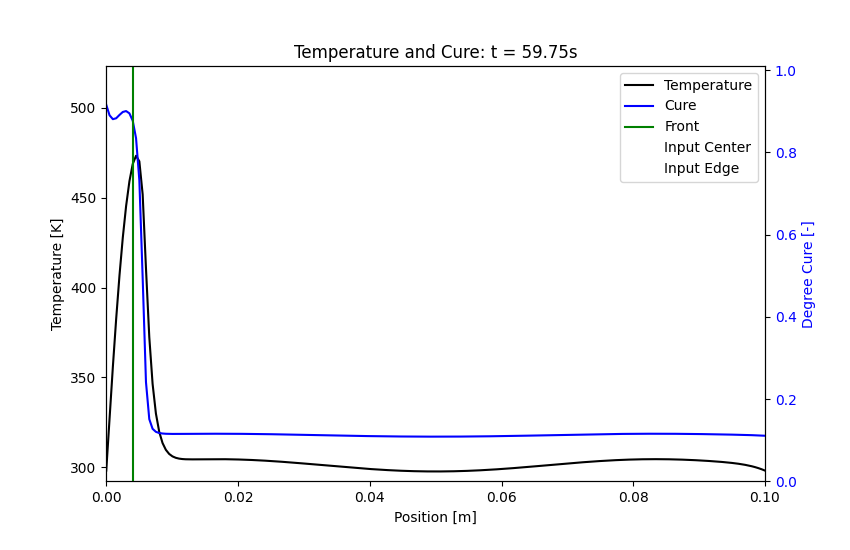 Temperature and Cure: t = 59.75s
Temperature
Cure
Front
Input Center
Input Edge
Temperature [K]
500
450
400
350
300
1.0
0.8
0.6
0.4
0.2
0.0
Degree Cure [-]
0.00 0.02 0.04 0.06 0.08 0.10
Position [m]